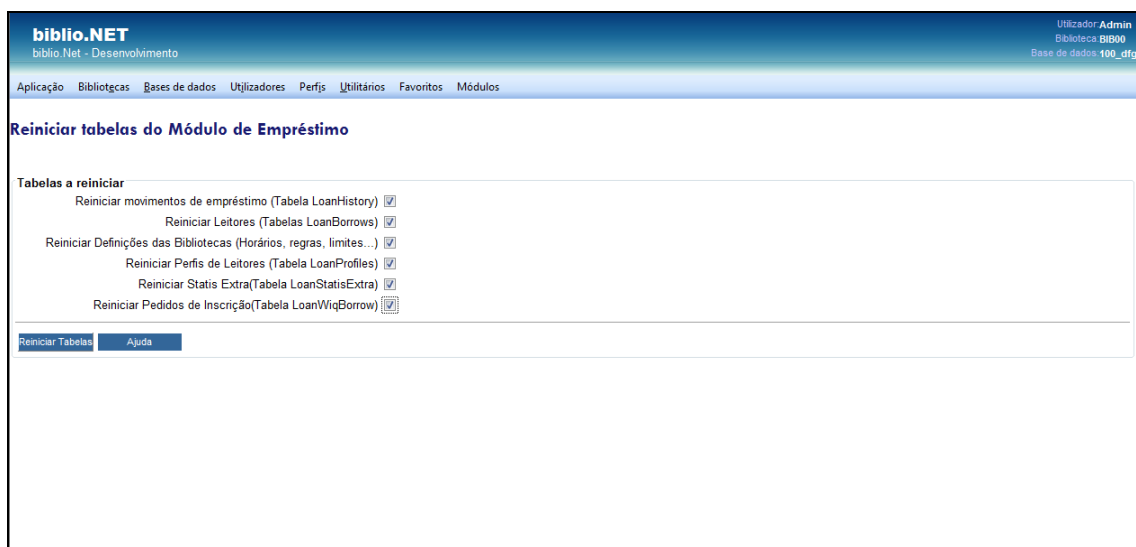 biblio.NET
biblio.Net - Desenvolvimento
Utilizador:Admin
Biblioteca:BIB00
Base de dados:100_dfg
Aplicação Bibliotecas Bases de dados Utilizadores Perfis Utilitários Favoritos Módulos
Reiniciar tabelas do Módulo de Empréstimo
Tabelas a reiniciar
Reiniciar movimentos de empréstimo (Tabela LoanHistory)
Reiniciar Leitores (Tabelas LoanBorrows)
Reiniciar Definições das Bibliotecas (Horários, regras, limites...)
Reiniciar Perfis de Leitores (Tabela LoanProfiles)
Reiniciar Statis Extra(Tabela LoanStatisExtra)
Reiniciar Pedidos de Inscrição(Tabela LoanWiqBorrow)
Reiniciar Tabelas Ajuda